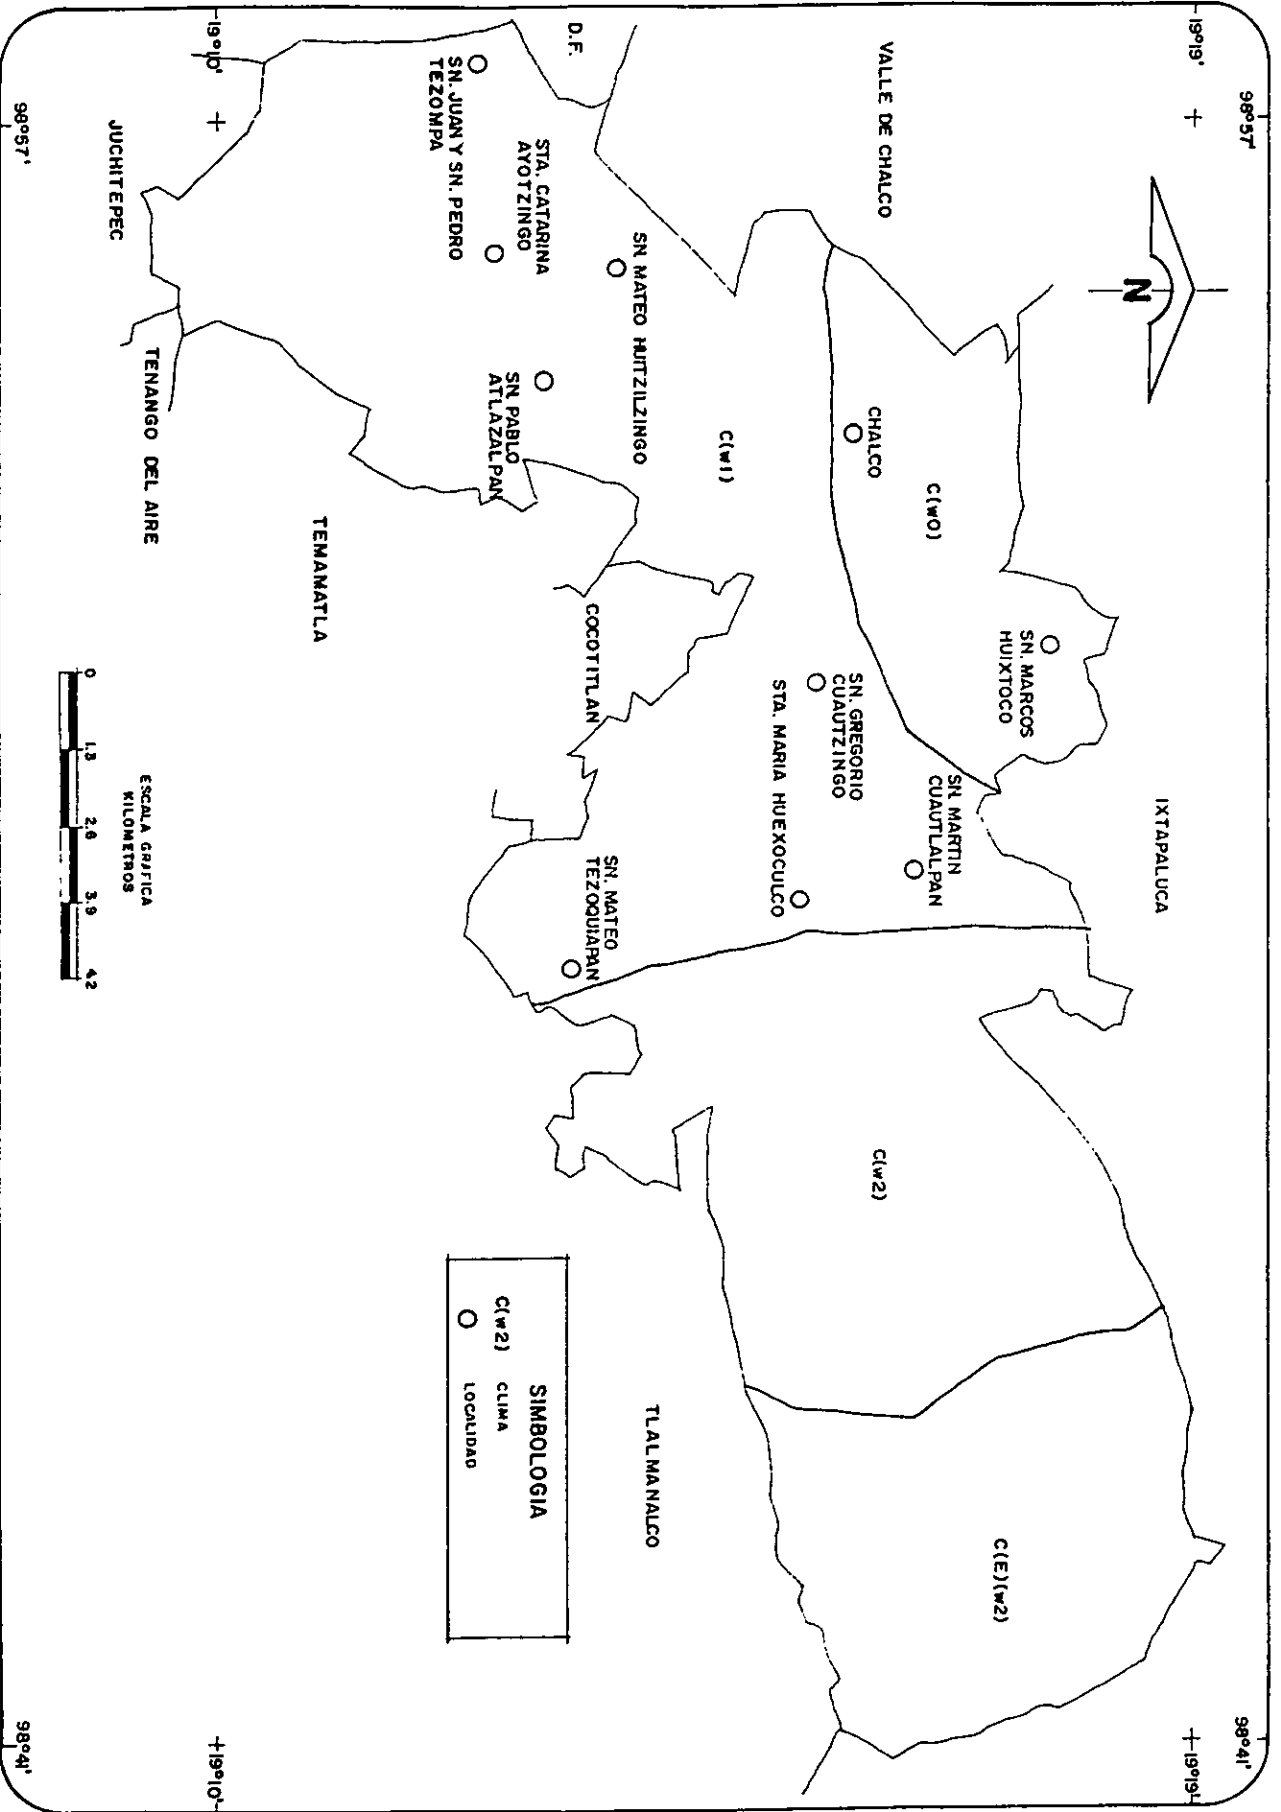 98°57'
98°41'
19°19'
+19°19'
N
VALLE DE CHALCO
IXTAPALUCA
SN. MARCOS
HUIXTOCO
C(E)(w2)
C(w0)
SN. MARTIN
CUAUTLALPAN
CHALCO
C(w2)
SN. GREGORIO
CUAUTZINGO
STA. MARIA HUEXOCULCO
C(w1)
SN. MATEO HUITZILZINGO
TLALMANALCO
SN. MATEO
TEZOQUIAPAN
COCOTITLAN
D.F.
STA. CATARINA
AYOTZINGO
SN. PABLO
ATLAZALPAN
SIMBOLOGIA
C(w2) CLIMA
LOCALIDAD
SN. JUAN Y SN. PEDRO
TEZOMPA
TEMAMATLA
19°10'
+19°10'
TENANGO DEL AIRE
JUCHITEPEC
ESCALA GRAFICA
KILOMETROS
0 1.3 2.6 3.9 4.2
98°57'
98°41'